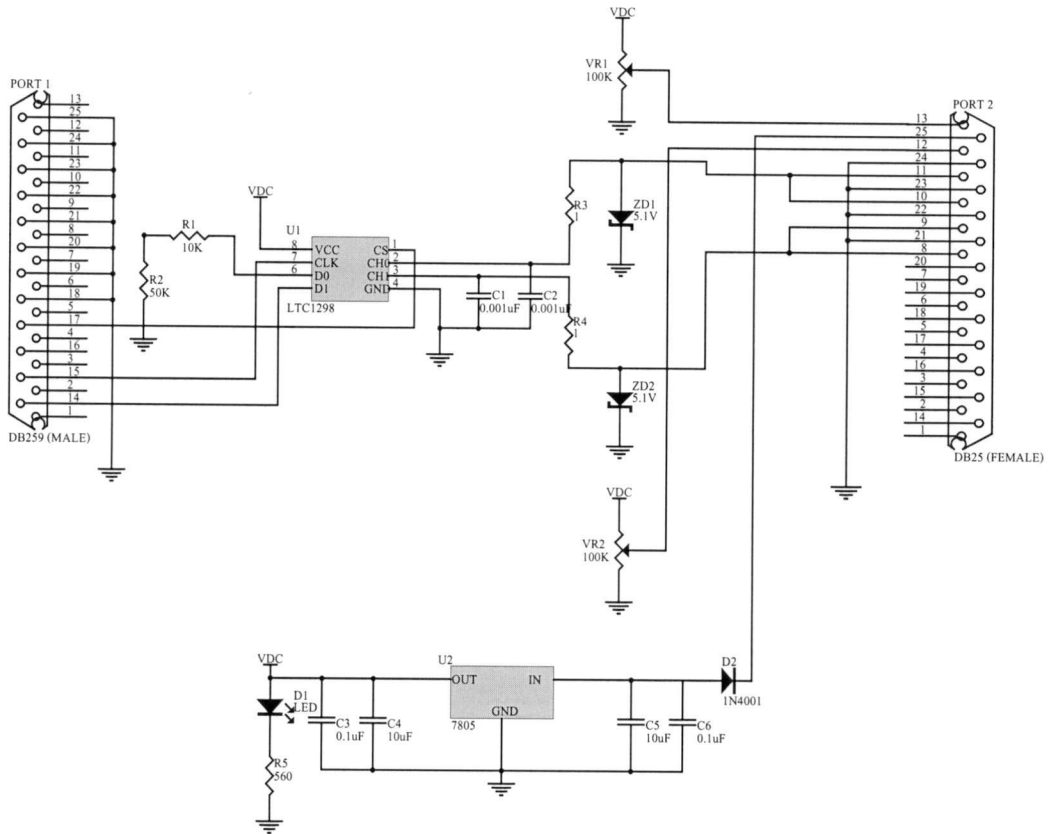 VDC
VR1
100K
PORT 1
13
25
12
24
11
23
10
22
9
21
8
20
7
19
6
18
5
17
4
16
3
15
2
14
1
DB259 (MALE)
R1
10K
R2
50K
VDC
U1
8
7
6
VCC
CLK
D0
D1
CS
CH0
CH1
GND
1
2
3
4
LTC1298
C1
0.001uF
C2
0.001uF
R3
1
R4
1
ZD1
5.1V
ZD2
5.1V
PORT 2
13
25
12
24
11
23
10
22
9
21
8
20
7
19
6
18
5
17
4
16
3
15
2
14
1
DB25 (FEMALE)
VDC
VR2
100K
VDC
D1
LED
R5
560
C3
0.1uF
C4
10uF
U2
OUT
IN
GND
7805
C5
10uF
C6
0.1uF
D2
1N4001